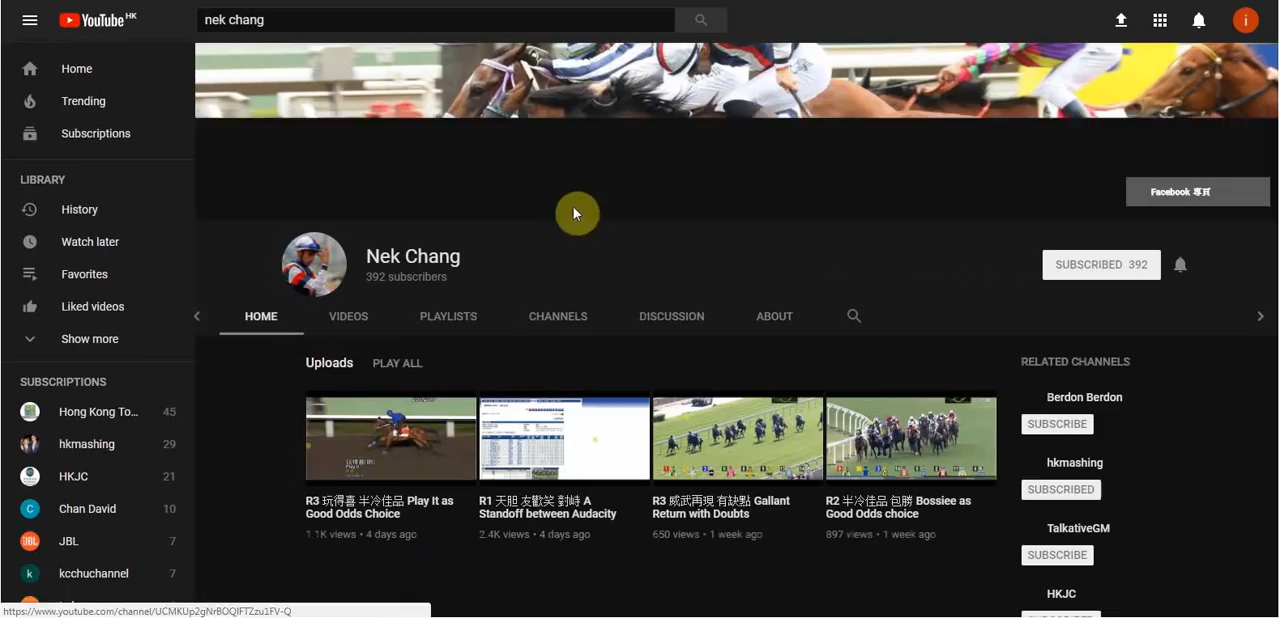 YouTube HK
nek chang
Home
Trending
Subscriptions
LIBRARY
History
Watch later
Favorites
Liked videos
Show more
SUBSCRIPTIONS
Hong Kong To... 45
hkmashing 29
HKJC 21
C
Chan David 10
JBL
JBL 7
k
kcchuchannel 7
i
Facebook 專頁
Nek Chang
392 subscribers
SUBSCRIBED 392
HOME
VIDEOS
PLAYLISTS
CHANNELS
DISCUSSION
ABOUT
Uploads PLAY ALL
R3 玩得喜 半冷佳品 Play It as
Good Odds Choice
1.1K views • 4 days ago
R1 天胆 友歡笑 對峙 A
Standoff between Audacity
2.4K views • 4 days ago
R3 威武再現 有缺點 Gallant
Return with Doubts
650 views • 1 week ago
R2 半冷佳品 包勝 Bossiee as
Good Odds choice
897 views • 1 week ago
RELATED CHANNELS
Berdon Berdon
SUBSCRIBE
hkmashing
SUBSCRIBED
TalkativeGM
SUBSCRIBE
HKJC
https://www.youtube.com/channel/UCMKUp2gNrBOQIFTZzu1FV-Q